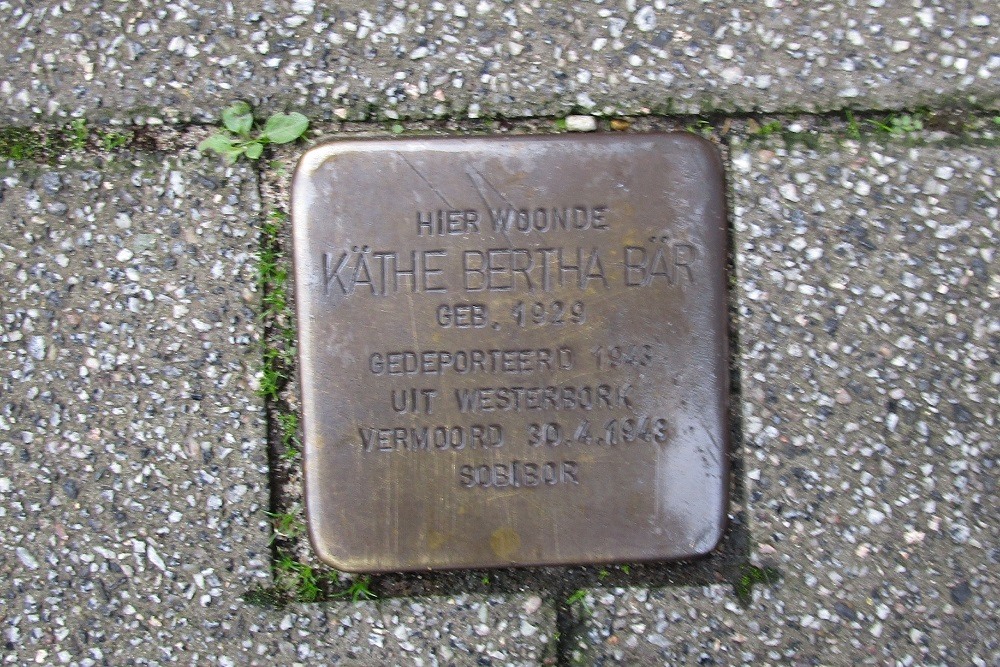 HIER WOONDE
KÄTHE BERTHA BÄR
GEB. 1929
GEDEPORTEERD 1943
UIT WESTERBORK
VERMOORD 30.4.1943
SOBIBOR